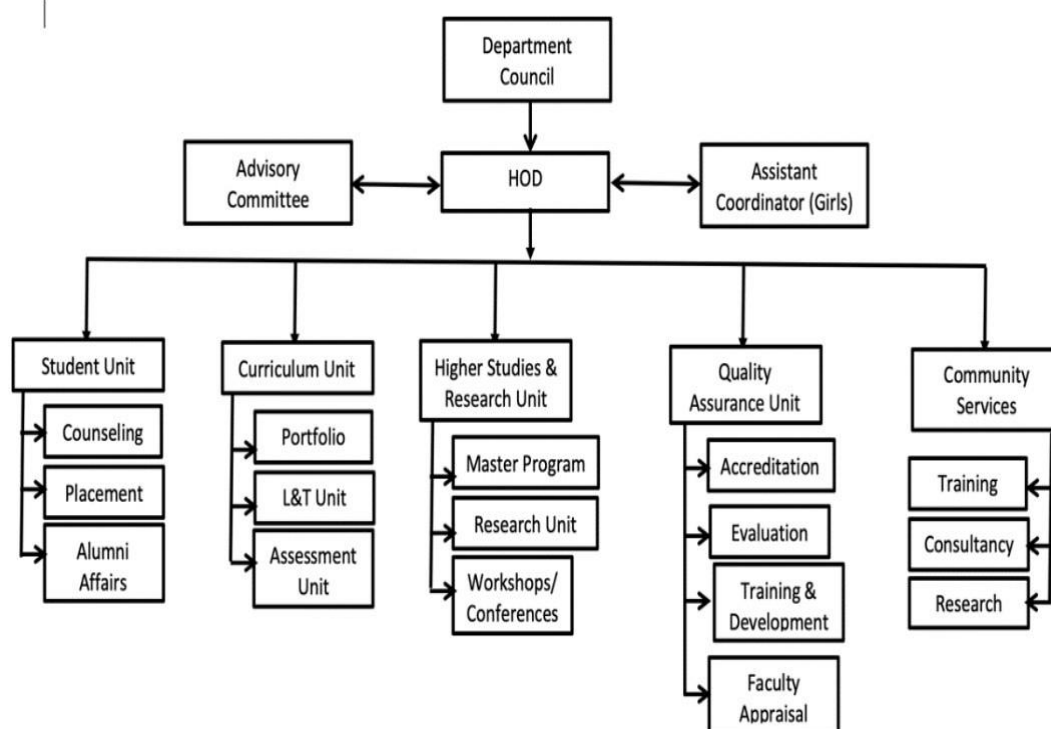 Department
Council
Advisory
Committee
HOD
Assistant
Coordinator (Girls)
Student Unit
Counseling
Placement
Alumni
Affairs
Curriculum Unit
Portfolio
L&T Unit
Assessment
Unit
Higher Studies &
Research Unit
Master Program
Research Unit
Workshops/
Conferences
Quality
Assurance Unit
Accreditation
Evaluation
Training &
Development
Faculty
Appraisal
Community
Services
Training
Consultancy
Research